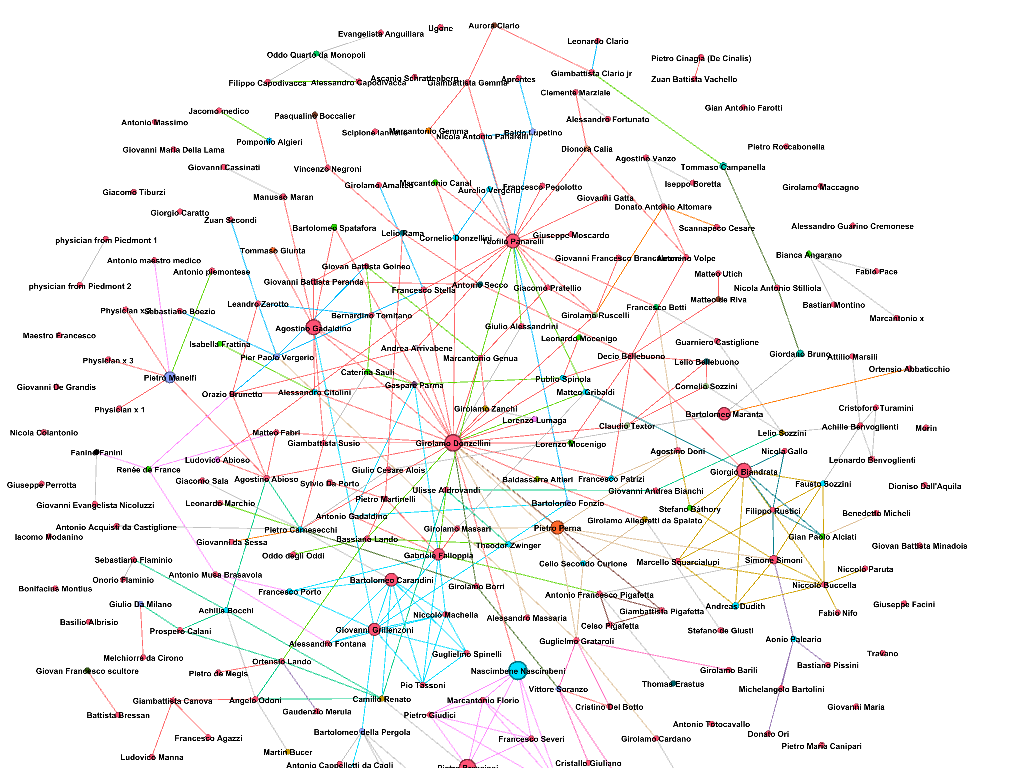 Aurora Clario
Ugone
Evangelista Anguillara
Leonardo Clario
Oddo Quarto da Monopoli
Pietro Cinagia (De Cinalis)
Giambattista Clario jr
Zuan Battista Vachello
Filippo Capodivacca
Alessandro Capodivacca
Ascanio Schrattenberg
Giambattista Gemma
Aprontes
Clemente Marziale
Gian Antonio Farotti
Jacomo medico
Pasqualino Boccalier
Alessandro Fortunato
Antonio Massimo
Marcantonio Gemma
Nicola Antonio Panarelli
Baldo Lupetino
Pomponio Algieri
Giovanni Maria Della Lama
Dionora Calia
Pietro Roccabonella
Agostino Vanzo
Giovanni Cassinati
Vincenzo Negroni
Tommaso Campanella
Girolamo Amaltea
Marcantonio Canal
Aurelio Vergerio
Francesco Pegolotto
Iseppo Boretta
Girolamo Maccagno
Giacomo Tiburzi
Manusso Maran
Giovanni Gatta
Donato Antonio Altomare
Giorgio Caratto
Zuan Secondi
Bartolomeo Spatafora
Lelio Rama
Cornelio Donzellini
Teofilo Panarelli
Giuseppe Moscardo
Scannapeco Cesare
Alessandro Guarino Cremonese
physician from Piedmont 1
Tommaso Giunta
Bianca Angarano
Antonio maestro medico
Antonio piemontese
Giovan Battista Goineo
Giovanni Francesco Brancaleone
Antonino Volpe
Matteo Utich
Fabio Pace
physician from Piedmont 2
Giovanni Battista Peranda
Francesco Stella
Antonio Secco
Giacomo Pratellio
Nicola Antonio Stilliola
Matteo de Riva
Leandro Zarotto
Sebastiano Boezio
Bernardino Tomitano
Girolamo Ruscelli
Francesco Betti
Bastian Montino
Marcantonio x
Maestro Francesco
Agostino Gadaldino
Giulio Alessandrini
Leonardo Mocenigo
Guarniero Castiglione
Isabella Frattina
Andrea Arrivabene
Physician x 3
Pier Paolo Vergerio
Marcantonio Genua
Decio Bellebuono
Lelio Bellebuono
Giordano Bruno
Attilio Marsili
Ortensio Abbaticchio
Pietro Manelfi
Caterina Sauli
Giovanni De Grandis
Gaspare Parma
Publio Spinola
Cornelio Sozzini
Orazio Brunetto
Alessandro Citolini
Matteo Gribaldi
Physician x 1
Girolamo Zanchi
Bartolomeo Maranta
Cristoforo Turamini
Lorenzo Lumaga
Claudio Textor
Achille Benvoglienti
Morin
Nicola Colantonio
Matteo Fabri
Giambattista Susio
Girolamo Donzellini
Lorenzo Mocenigo
Lelio Sozzini
Fanino Fanini
Ludovico Abioso
Agostino Doni
Nicola Gallo
Leonardo Benvoglienti
Renée de France
Giulio Cesare Alois
Giorgio Biandrata
Giacomo Sala
Agostino Abioso
Sylvio Da Porto
Baldassarre Altieri
Francesco Patrizi
Giuseppe Perrotta
Fausto Sozzini
Dioniso Dall'Aquila
Ulisse Aldrovandi
Giovanni Andrea Bianchi
Giovanni Evangelista Nicoluzzi
Leonardo Marchio
Pietro Martinelli
Bartolomeo Fonzio
Stefano Báthory
Filippo Rustici
Benedetto Micheli
Antonio Gadaldino
Girolamo Allegretti da Spalato
Antonio Acquisti da Castiglione
Pietro Carnesecchi
Girolamo Massari
Pietro Perna
Iacomo Modanino
Giovanni da Sessa
Bassiano Lando
Gian Paolo Alciati
Theodor Zwinger
Giovan Battista Minadois
Oddo degli Oddi
Gabriele Falloppia
Sebastiano Flaminio
Celio Secondo Curione
Marcello Squarcialupi
Simone Simoni
Niccolò Paruta
Onorio Flaminio
Antonio Musa Brasavola
Bartolomeo Carandini
Bonifacino Montius
Francesco Porto
Girolamo Borri
Antonio Francesco Pigafetta
Niccolò Buccella
Giulio Da Milano
Achille Bocchi
Niccolò Machella
Alessandro Massaria
Giambattista Pigafetta
Andreas Dudith
Fabio Nifo
Giuseppe Facini
Basilio Albrisio
Prospero Calani
Giovanni Grillenzoni
Celso Pigafetta
Stefano de Giusti
Alessandro Fontana
Guglielmo Grataroli
Aonio Paleario
Melchiorre da Cirono
Guglielmo Spinelli
Travano
Giovan Francesco scultore
Pietro de Megis
Ortensio Lando
Nascimbene Nascimbeni
Girolamo Barili
Bastiano Pissini
Pio Tassoni
Vittore Soranzo
Thomas Erastus
Michelangelo Bartolini
Giambattista Canova
Angelo Odoni
Camillo Renato
Marcantonio Florio
Cristino Del Botto
Giovanni Maria
Battista Bressan
Gaudenzio Merula
Pietro Giudici
Antonio Totocavallo
Francesco Agazzi
Bartolomeo della Pergola
Francesco Severi
Girolamo Cardano
Donato Ori
Pietro Maria Canipari
Ludovico Manna
Martin Bucer
Antonio Cappelletti da Cagli
Cristallo Giuliano